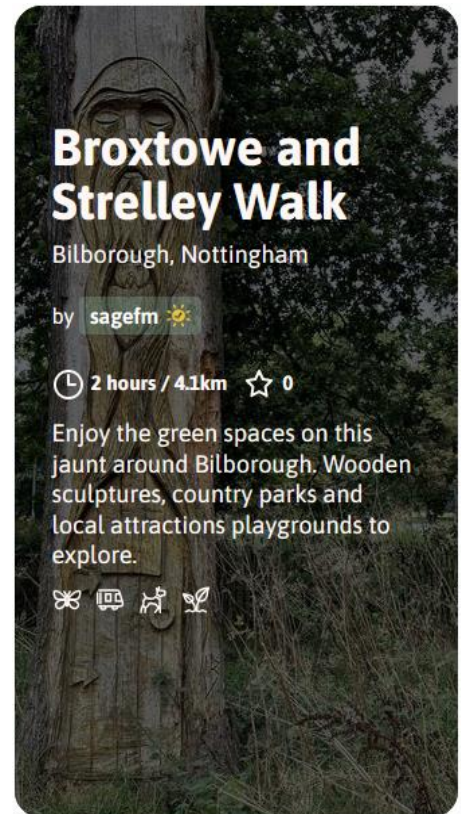 Broxtowe and
Strelley Walk
Bilborough, Nottingham
by sagefm
2 hours / 4.1km 0
Enjoy the green spaces on this
jaunt around Bilborough. Wooden
sculptures, country parks and
local attractions playgrounds to
explore.